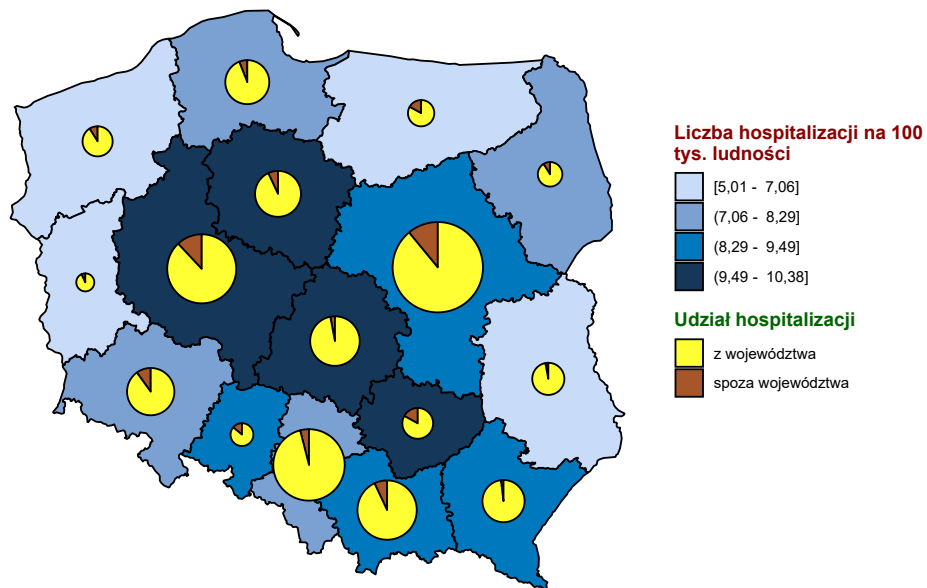 Liczba hospitalizacji na 100
tys. ludności
[5,01 - 7,06]
(7,06 - 8,29]
(8,29 - 9,49]
(9,49 - 10,38]
Udział hospitalizacji
z województwa
spoza województwa